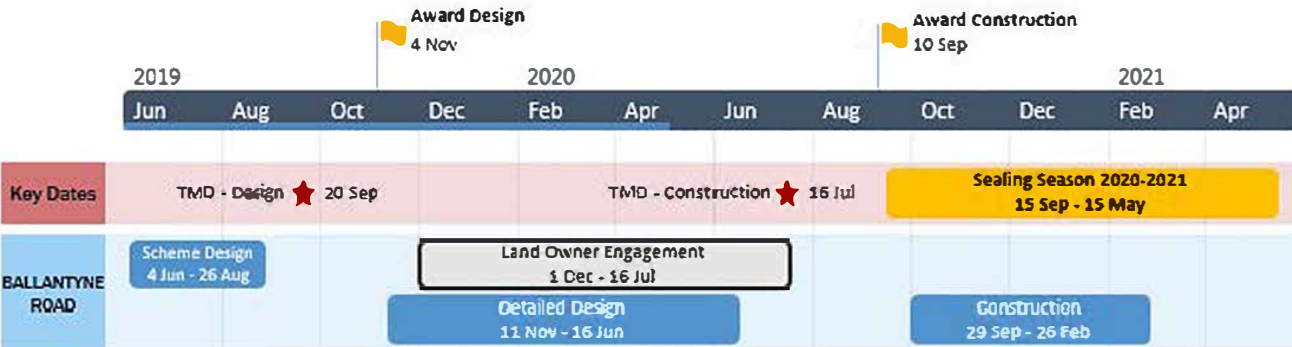 Award Design
4 Nov
Award Construction
10 Sep
2019
2020
2021
Jun Aug Oct Dec Feb Apr Jun Aug Oct Dec Feb Apr
Key Dates
TMD - Design
20 Sep
TMD - Construction
16 Jul
Sealing Season 2020-2021
15 Sep - 15 May
BALLANTYNE
ROAD
Scheme Design
4 Jun - 26 Aug
Land Owner Engagement
1 Dec - 16 Jul
Detailed Design
11 Nov - 16 Jun
Construction
29 Sep - 26 Feb